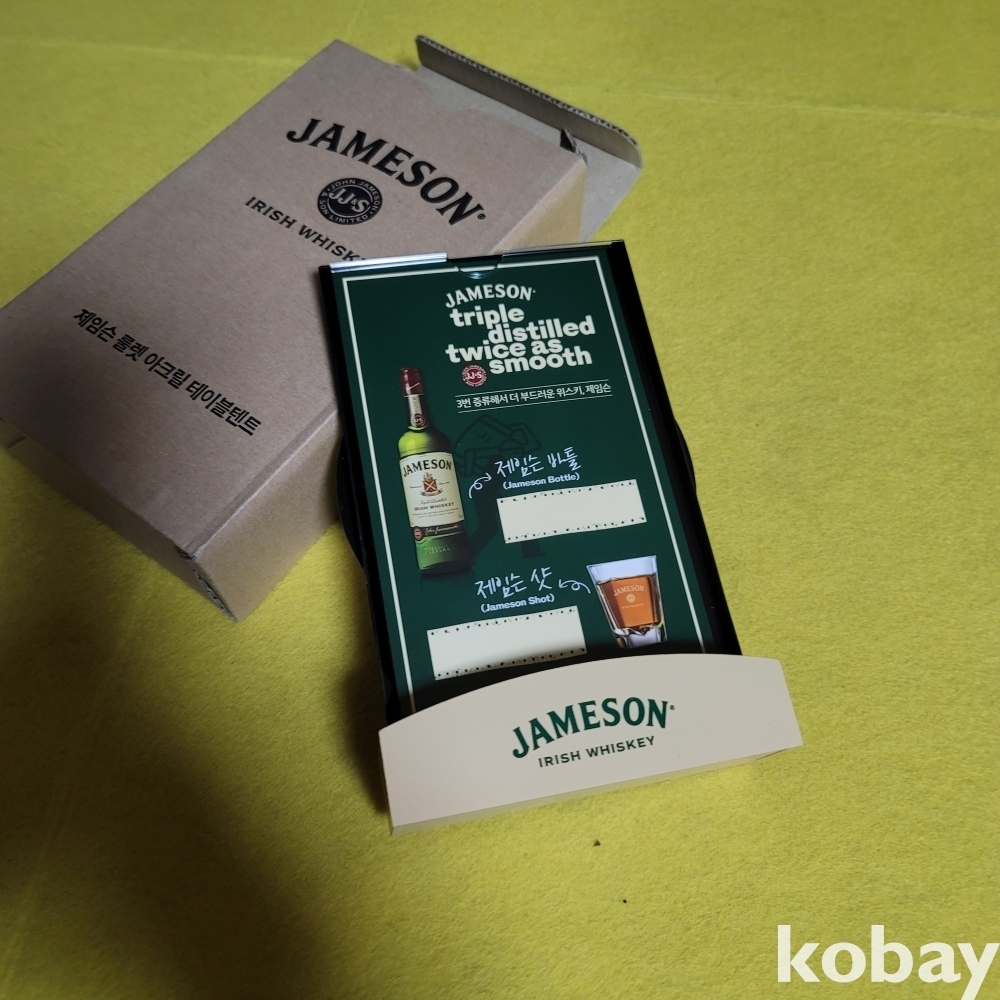 JAMESON®
JOHN JAMESON
JJ&S
& SON LIMITED
IRISH WHISK
제임슨 룰렛 아크릴 테이블텐트
JAMESON®
triple
distilled
twice as
smooth
JJ&S
3번 증류해서 더 부드러운 위스키, 제임슨
JAMESON
IRISH WHISKEY
제임슨 바틀
(Jameson Bottle)
제임슨 샷
(Jameson Shot)
JAMESON
JAMESON®
IRISH WHISKEY
kobay